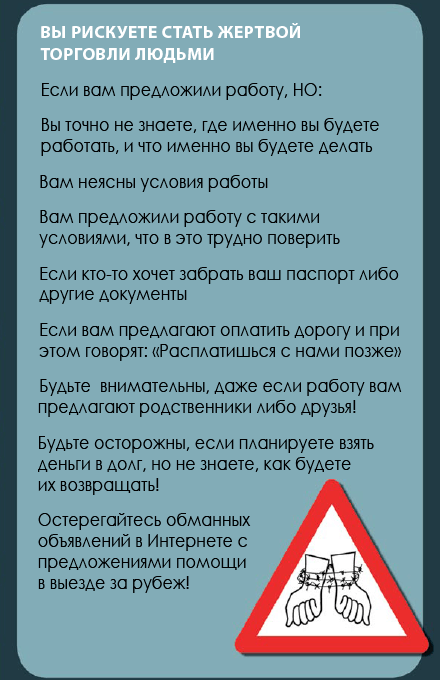 ВЫ РИСКУЕТЕ СТАТЬ ЖЕРТВОЙ
ТОРГОВЛИ ЛЮДЬМИ
Если вам предложили работу, НО:
Вы точно не знаете, где именно вы будете
работать, и что именно вы будете делать
Вам неясны условия работы
Вам предложили работу с такими
условиями, что в это трудно поверить
Если кто-то хочет забрать ваш паспорт либо
другие документы
Если вам предлагают оплатить дорогу и при
этом говорят: «Расплатишься с нами позже»
Будьте внимательны, даже если работу вам
предлагают родственники либо друзья!
Будьте осторожны, если планируете взять
деньги в долг, но не знаете, как будете
их возвращать!
Остерегайтесь обманных
объявлений в Интернете с
предложениями помощи
в выезде за рубеж!